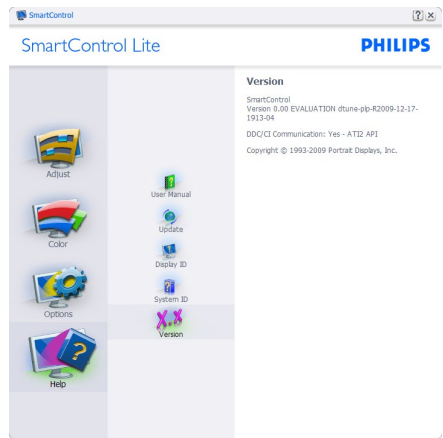 SmartControl
SmartControl Lite
PHILIPS
Adjust
Color
Options
Help
User Manual
Update
Display ID
System ID
X.X
Version
Version
SmartControl
Version 0.00 EVALUATION dtune-plp-R2009-12-17-
1913-04
DDC/CI Communication: Yes - ATI2 API
Copyright © 1993-2009 Portrait Displays, Inc.